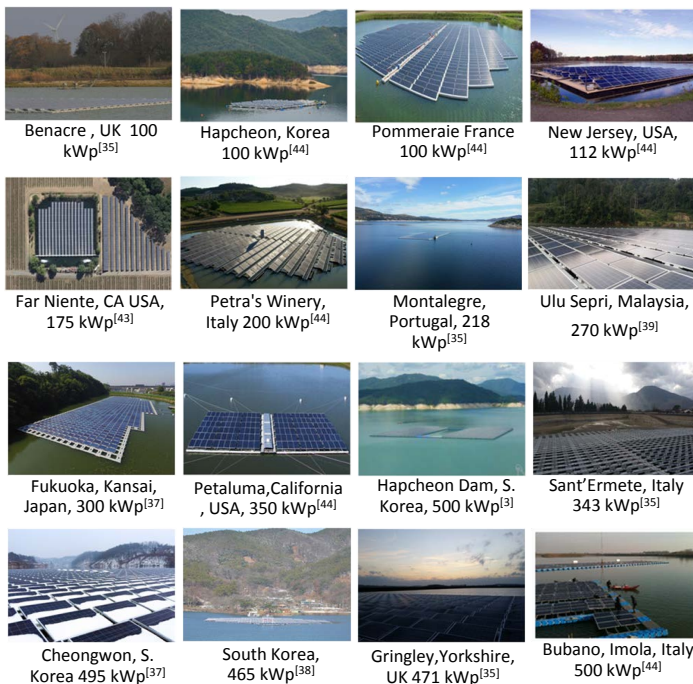 Benacre , UK 100
kWp[35]
Hapcheon, Korea
100 kWp[44]
Pommeraie France
100 kWp[44]
New Jersey, USA,
112 kWp[44]
Far Niente, CA USA,
175 kWp[43]
Petra's Winery,
Italy 200 kWp[44]
Montalegre,
Portugal, 218
kWp[35]
Ulu Sepri, Malaysia,
270 kWp[39]
Fukuoka, Kansai,
Japan, 300 kWp[37]
Petaluma,California
, USA, 350 kWp[44]
Hapcheon Dam, S.
Korea, 500 kWp[3]
Sant’Ermete, Italy
343 kWp[35]
Cheongwon, S.
Korea 495 kWp[37]
South Korea,
465 kWp[38]
Gringley,Yorkshire,
UK 471 kWp[35]
Bubano, Imola, Italy
500 kWp[44]